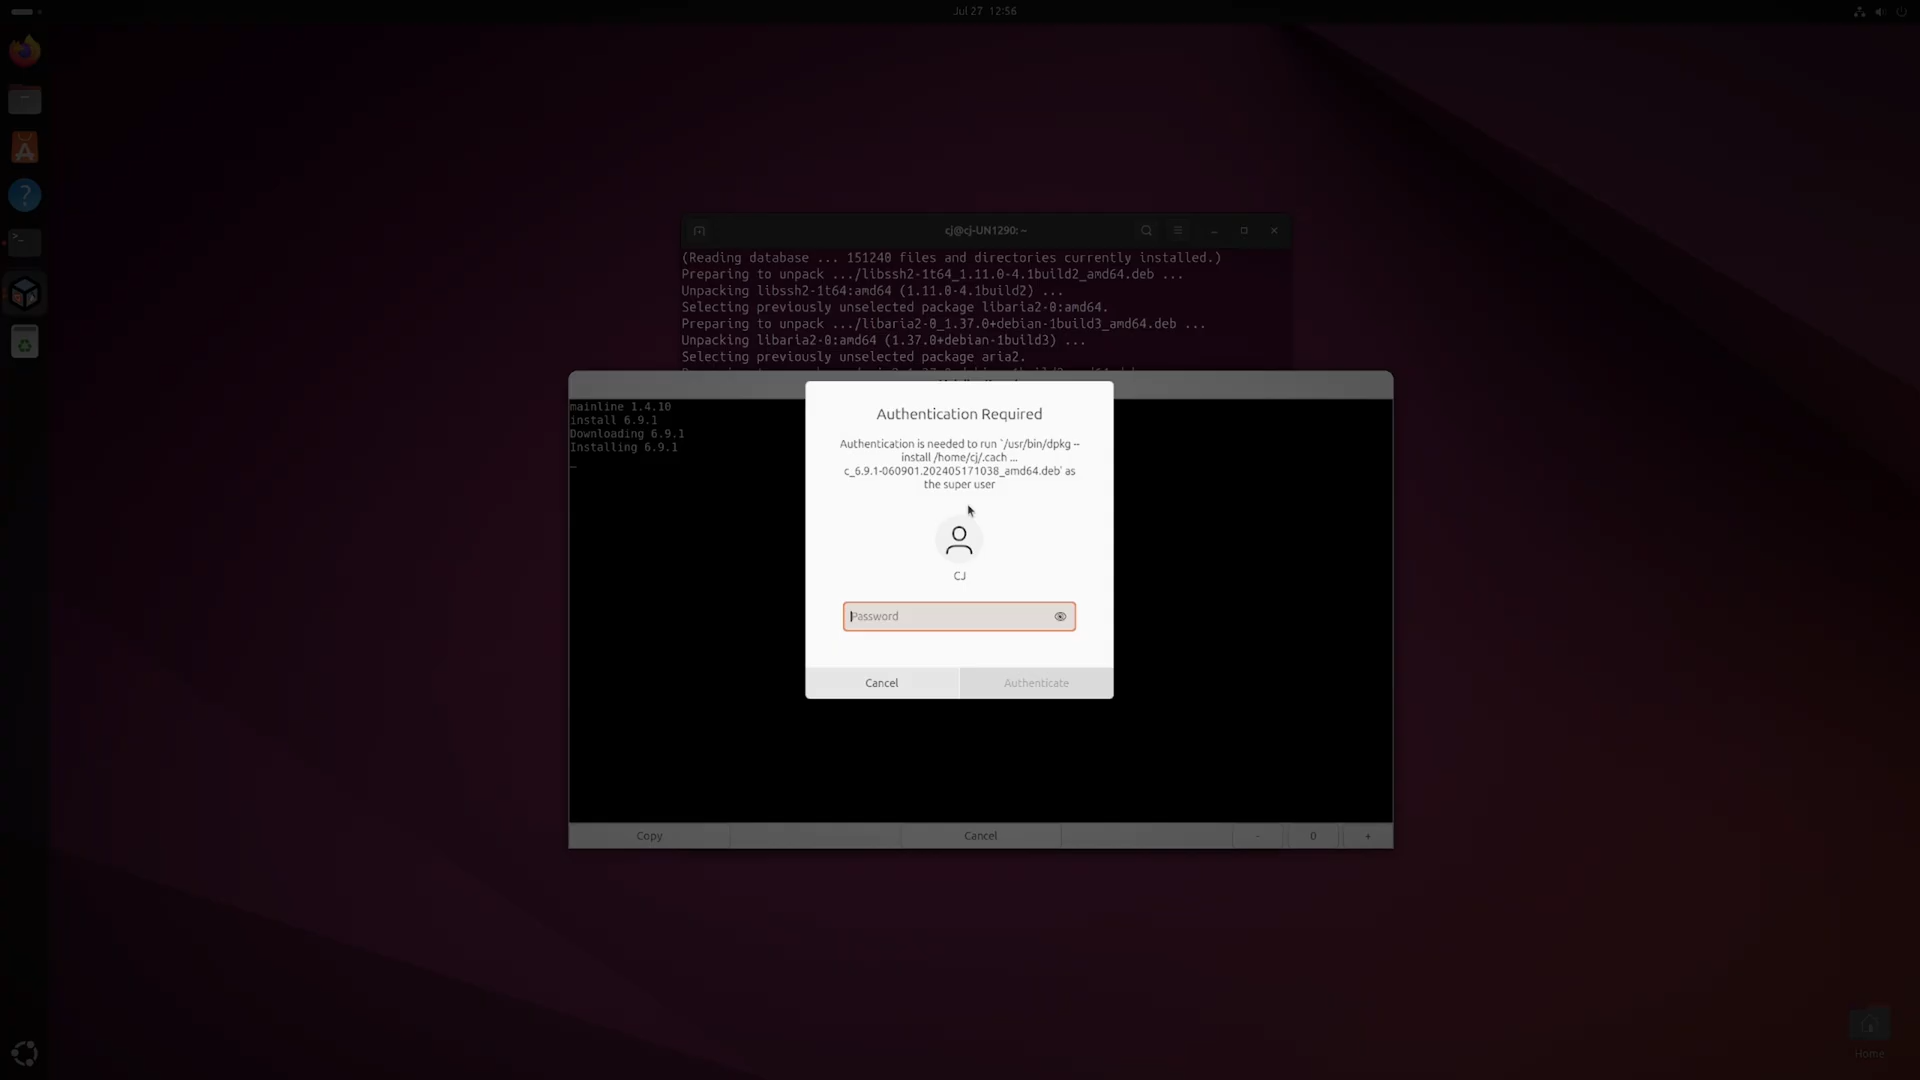 Jul 27 12:56
cj@cj-UN1290: ~
(Reading database ... 151240 files and directories currently installed.)
Preparing to unpack .../libssh2-1t64_1.11.0-4.1build2_amd64.deb ...
Unpacking libssh2-1t64:amd64 (1.11.0-4.1build2) ...
Selecting previously unselected package libaria2-0:amd64.
Preparing to unpack .../libaria2-0_1.37.0+debian-1build3_amd64.deb ...
Unpacking libaria2-0:amd64 (1.37.0+debian-1build3) ...
Selecting previously unselected package aria2.
mainline 1.4.10
install 6.9.1
Downloading 6.9.1
Installing 6.9.1
Authentication Required
Authentication is needed to run `/usr/bin/dpkg --
install /home/cj/.cach ...
c_6.9.1-060901.202405171038_amd64.deb' as
the super user
CJ
Password
Cancel
Authenticate
Copy
Cancel
-
0
+
Home